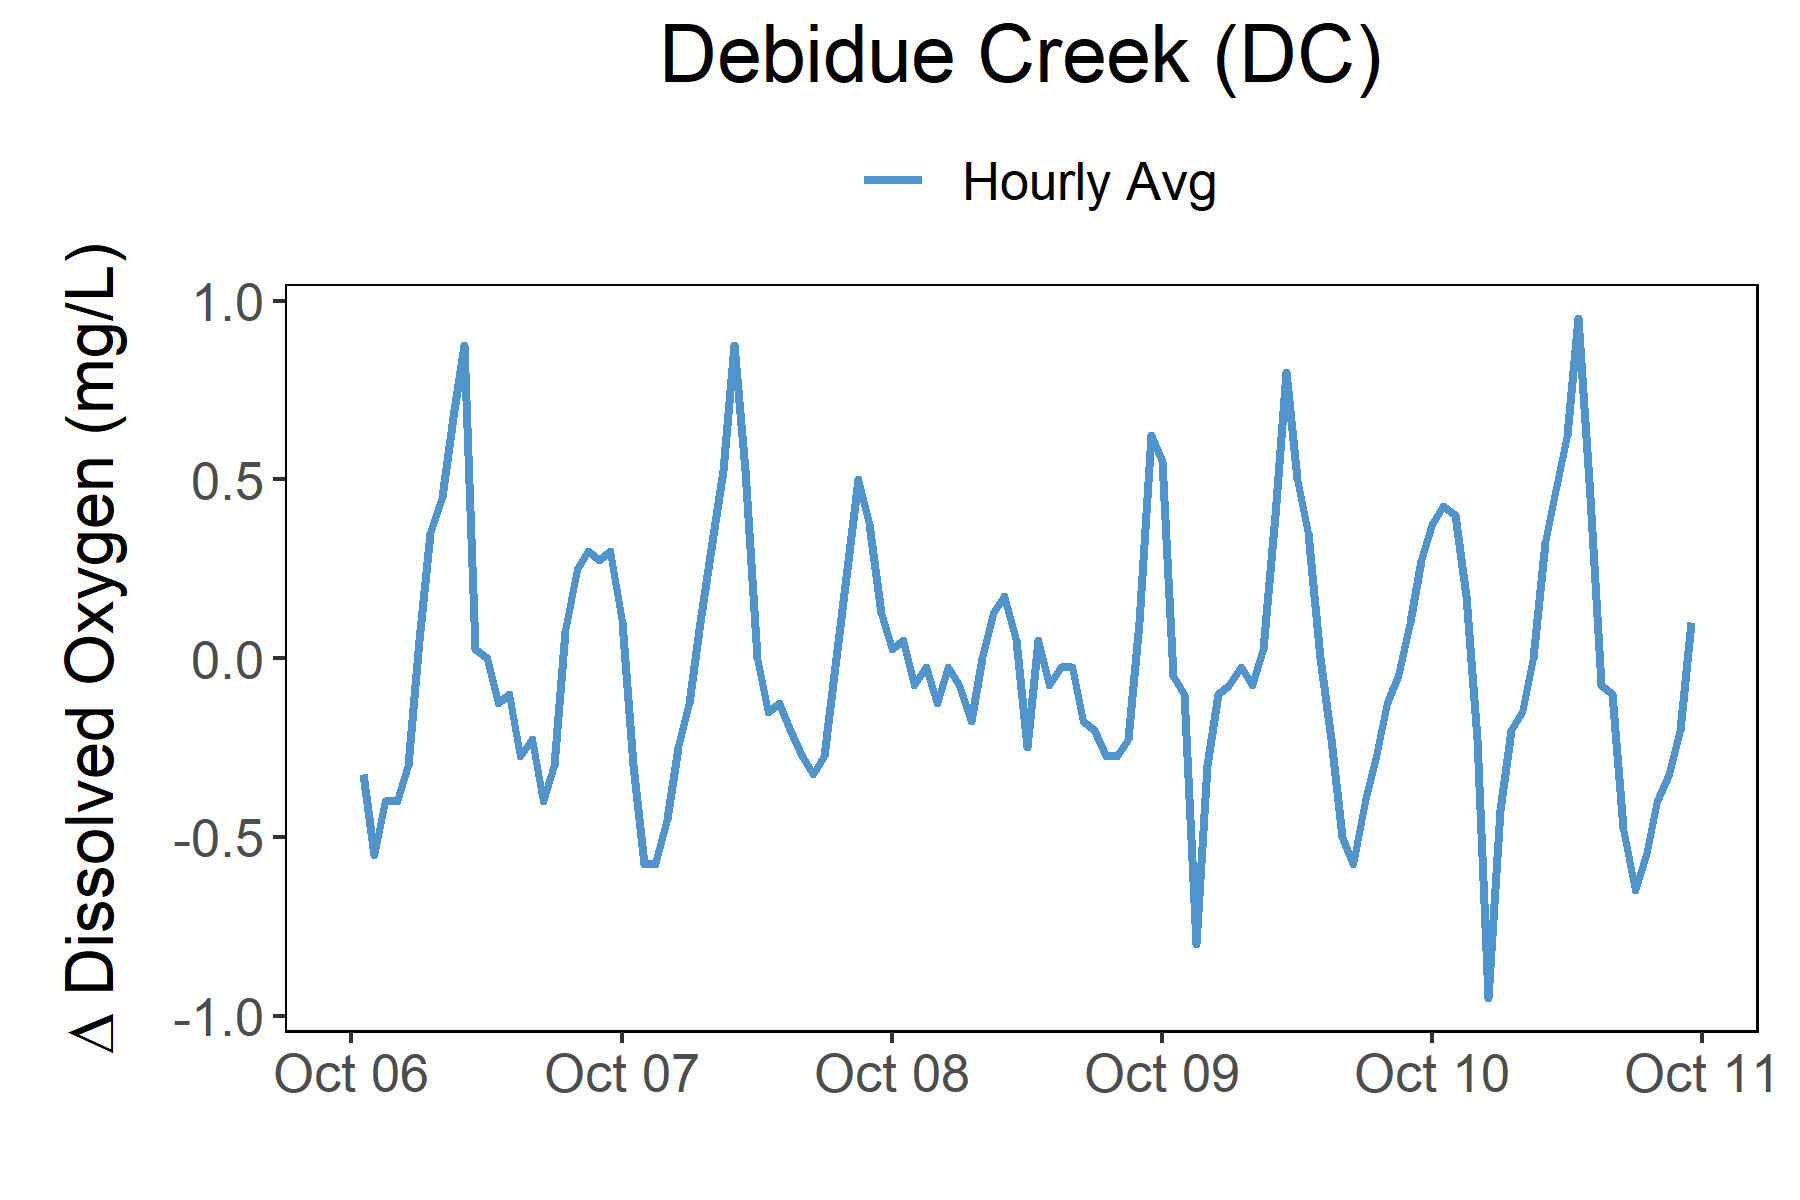 Debidue Creek (DC)
Hourly Avg
Δ Dissolved Oxygen (mg/L)
1.0
0.5
0.0
-0.5
-1.0
Oct 06 Oct 07 Oct 08 Oct 09 Oct 10 Oct 11